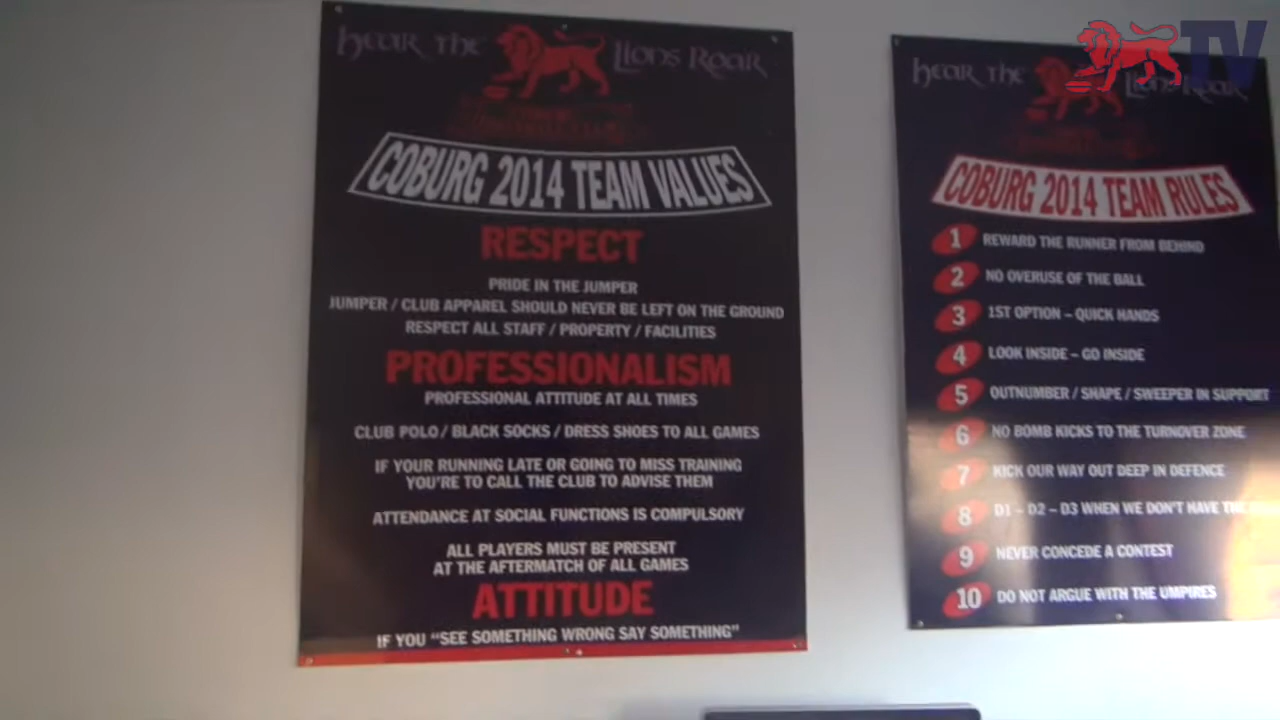 HEAR THE LIONS ROAR
COBURG 2014 TEAM VALUES
RESPECT
PRIDE IN THE JUMPER
JUMPER / CLUB APPAREL SHOULD NEVER BE LEFT ON THE GROUND
RESPECT ALL STAFF / PROPERTY / FACILITIES
PROFESSIONALISM
PROFESSIONAL ATTITUDE AT ALL TIMES
CLUB POLO / BLACK SOCKS / DRESS SHOES TO ALL GAMES
IF YOUR RUNNING LATE OR GOING TO MISS TRAINING
YOU'RE TO CALL THE CLUB TO ADVISE THEM
ATTENDANCE AT SOCIAL FUNCTIONS IS COMPULSORY
ALL PLAYERS MUST BE PRESENT
AT THE AFTERMATCH OF ALL GAMES
ATTITUDE
IF YOU "SEE SOMETHING WRONG SAY SOMETHING"
TV
HEAR THE LIONS ROAR
COBURG 2014 TEAM RULES
1 REWARD THE RUNNER FROM BEHIND
2 NO OVERUSE OF THE BALL
3 1ST OPTION – QUICK HANDS
4 LOOK INSIDE – GO INSIDE
5 OUTNUMBER / SHAPE / SWEEPER IN SUPPORT
6 NO BOMB KICKS TO THE TURNOVER ZONE
7 KICK OUR WAY OUT DEEP IN DEFENCE
8 D1 – D2 – D3 WHEN WE DON'T HAVE THE
9 NEVER CONCEDE A CONTEST
10 DO NOT ARGUE WITH THE UMPIRES